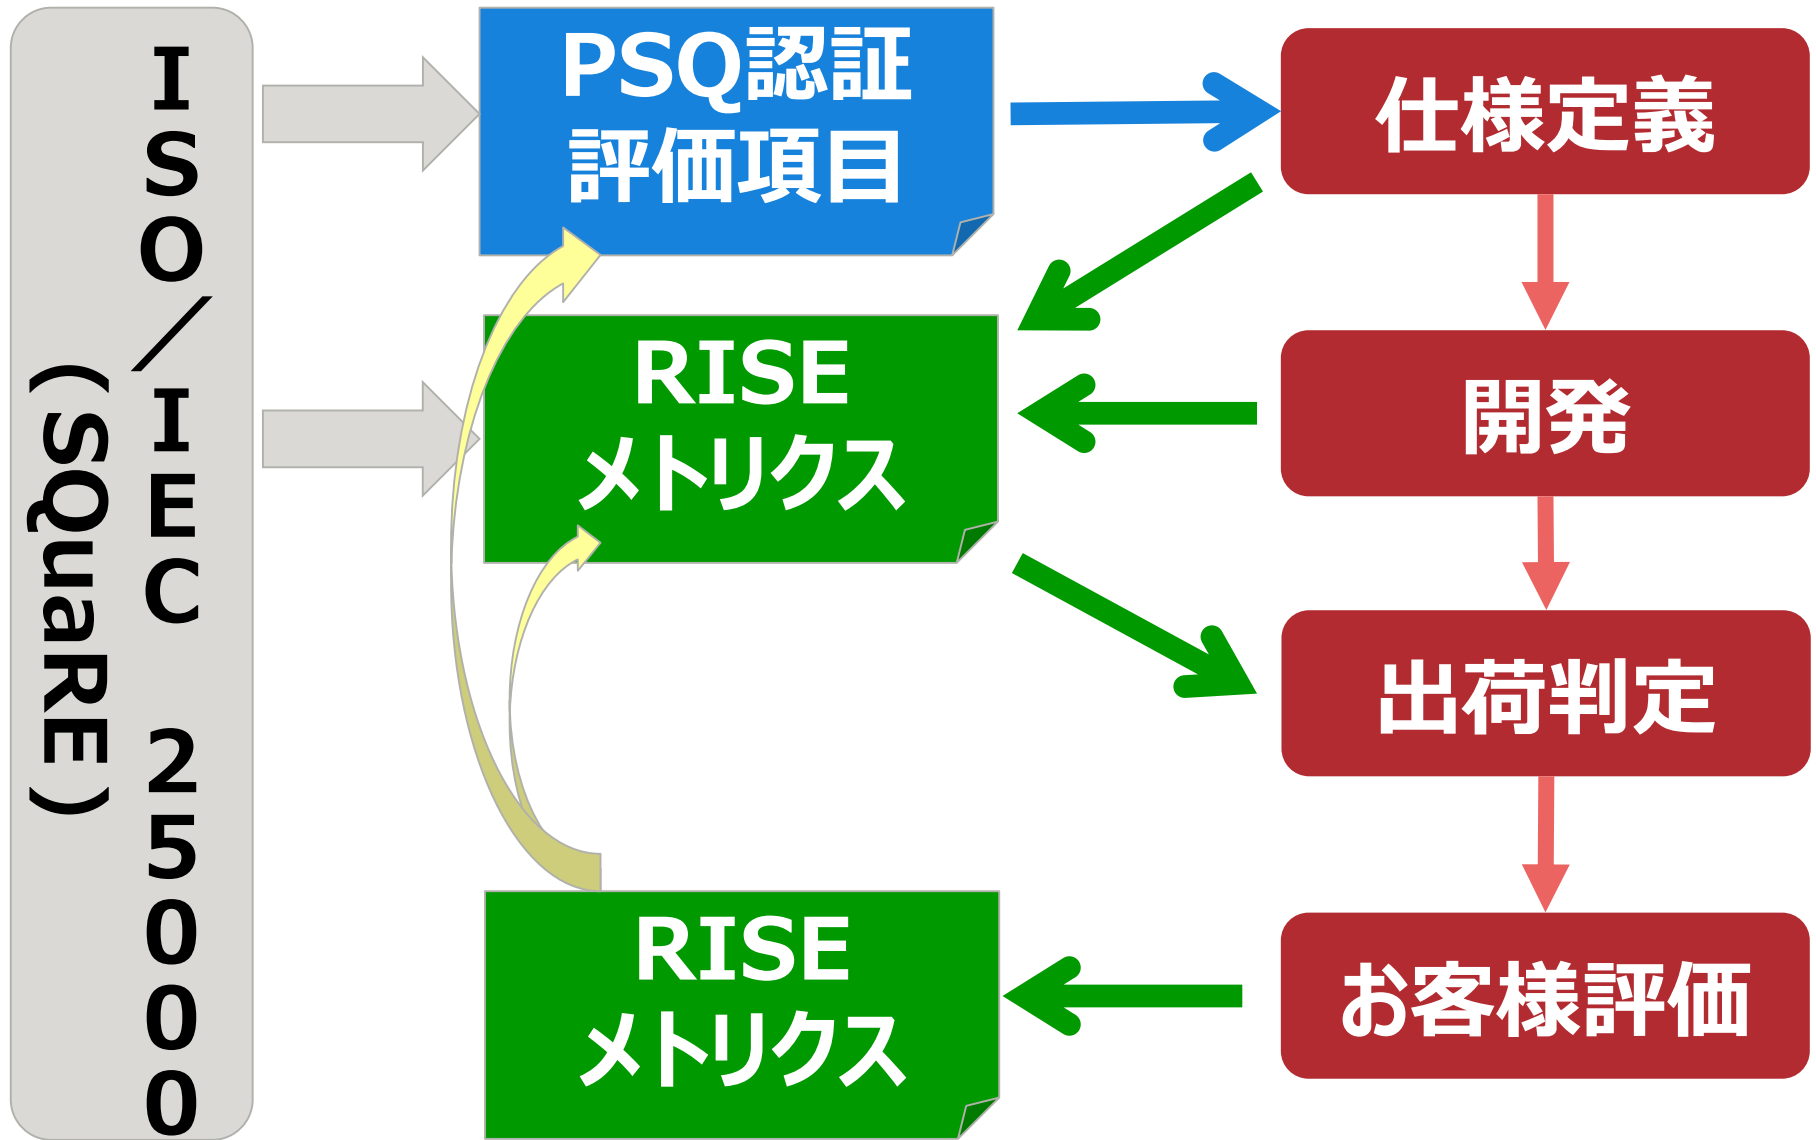 ISO／IEC　25000
(SQuaRE)
PSQ認証
評価項目
RISE
メトリクス
RISE
メトリクス
仕様定義
開発
出荷判定
お客様評価